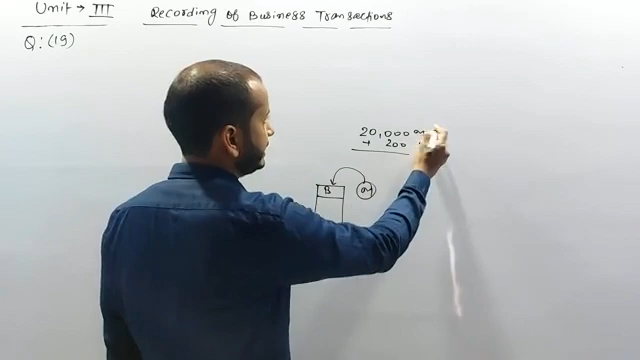 Unit → III Recording of Business Transactions
Q: (19)
20,000
+ 200
B